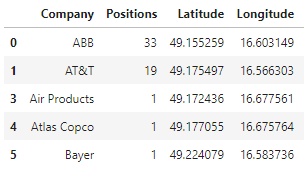 Company Positions Latitude Longitude
0 ABB 33 49.155259 16.603149
1 AT&T 19 49.175497 16.566303
3 Air Products 1 49.172436 16.677561
4 Atlas Copco 1 49.177055 16.675764
5 Bayer 1 49.224079 16.583736